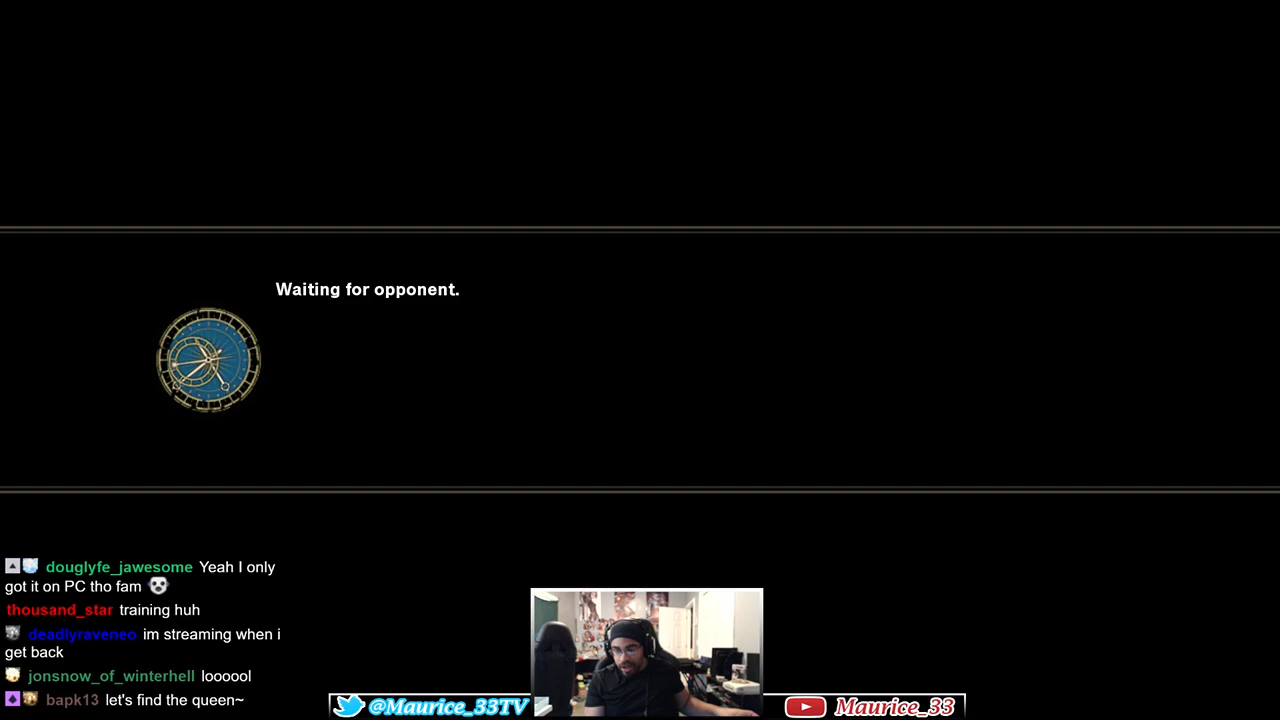 Waiting for opponent.
douglyfe_jawesome Yeah I only
got it on PC tho fam
thousand_star training huh
deadlyraveneo im streaming when i
get back
jonsnow_of_winterhell loooool
bapk13 let's find the queen~
@Maurice_33TV
Maurice_33